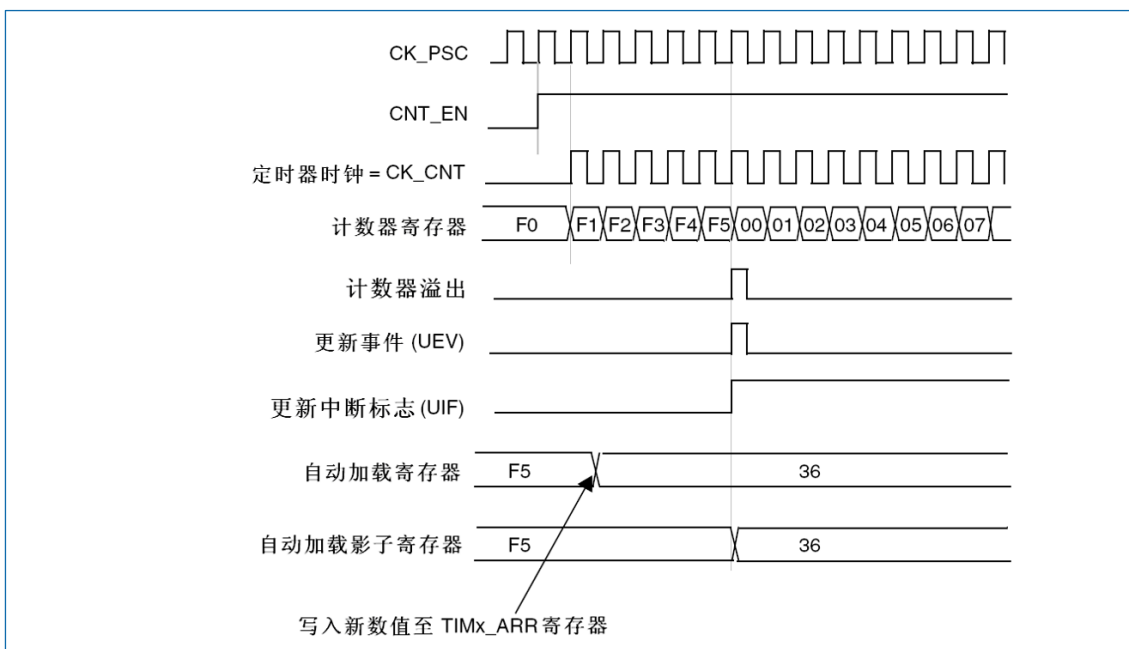 CK_PSC
CNT_EN
定时器时钟 = CK_CNT
计数器寄存器 F0 F1 F2 F3 F4 F5 00 01 02 03 04 05 06 07
计数器溢出
更新事件 (UEV)
更新中断标志 (UIF)
自动加载寄存器 F5 36
自动加载影子寄存器 F5 36
写入新数值至 TIMx_ARR 寄存器